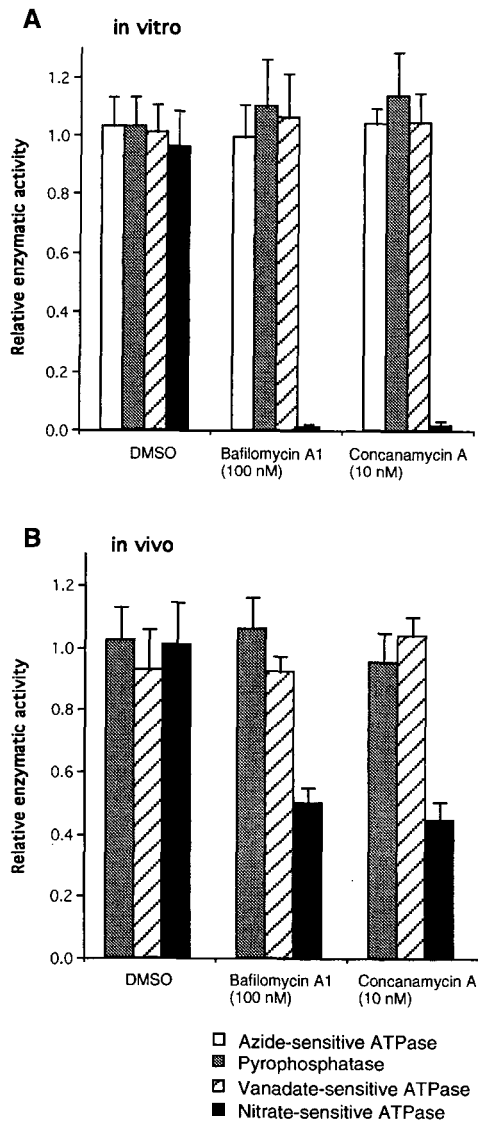 A
in vitro
Relative enzymatic activity
1.2
1.0
0.8
0.6
0.4
0.2
0.0
DMSO
Bafilomycin A1
(100 nM)
Concanamycin A
(10 nM)
B
in vivo
Relative enzymatic activity
1.2
1.0
0.8
0.6
0.4
0.2
0.0
DMSO
Bafilomycin A1
(100 nM)
Concanamycin A
(10 nM)
Azide-sensitive ATPase
Pyrophosphatase
Vanadate-sensitive ATPase
Nitrate-sensitive ATPase